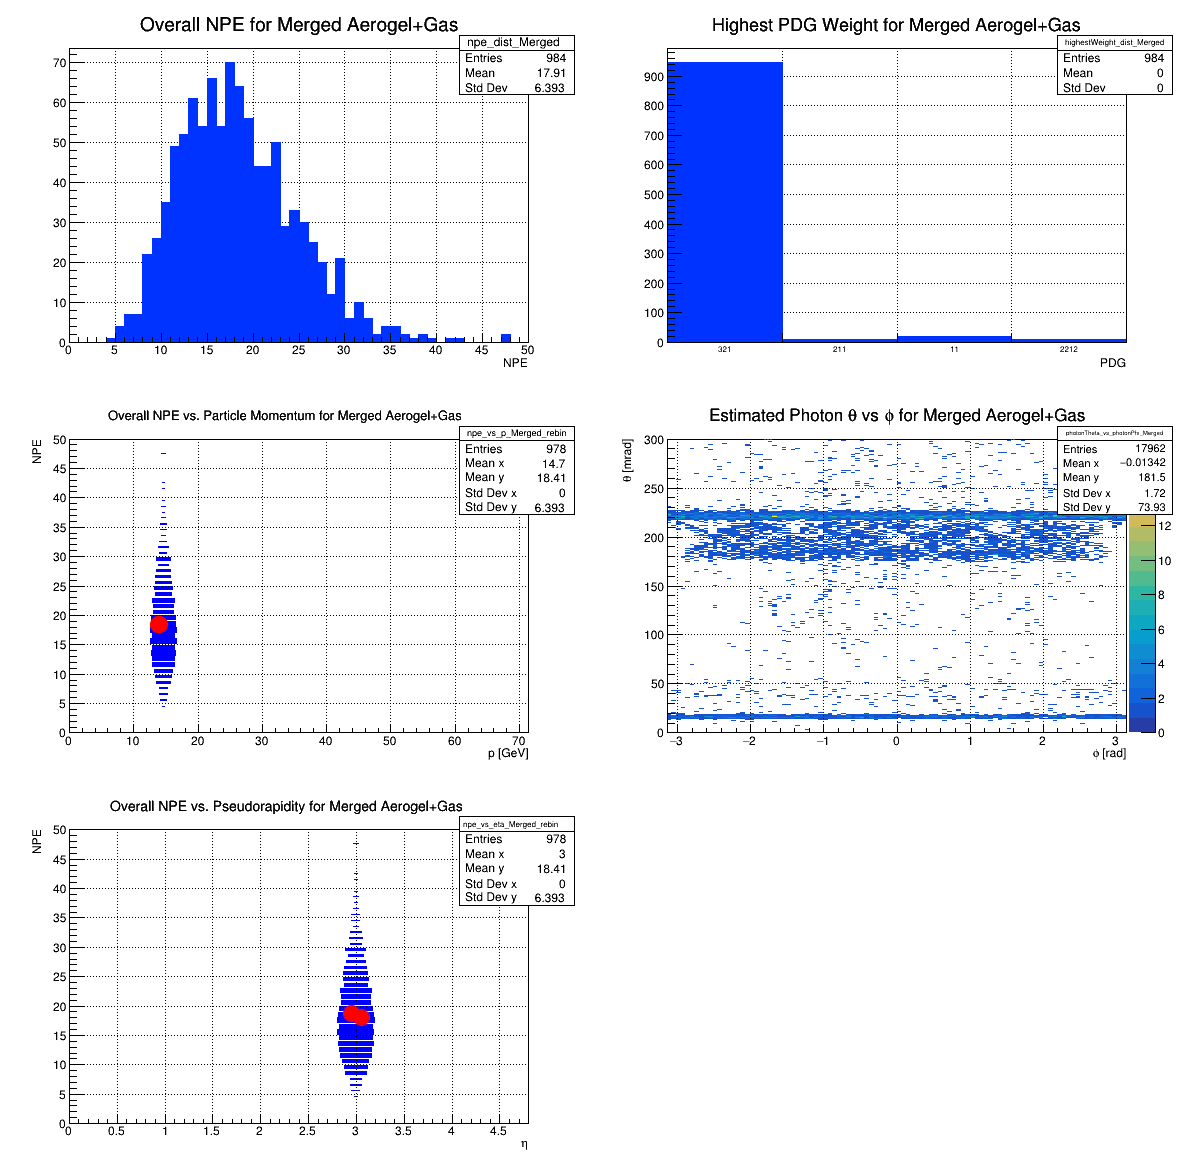 Overall NPE for Merged Aerogel+Gas
npe_dist_Merged
Entries 984
Mean 17.91
Std Dev 6.393
70
60
50
40
30
20
10
0
0 5 10 15 20 25 30 35 40 45 50
NPE
Highest PDG Weight for Merged Aerogel+Gas
highestWeight_dist_Merged
Entries 984
Mean 0
Std Dev 0
900
800
700
600
500
400
300
200
100
0
321 211 11 2212
PDG
Overall NPE vs. Particle Momentum for Merged Aerogel+Gas
npe_vs_p_Merged_rebin
Entries 978
Mean x 14.7
Mean y 18.41
Std Dev x 0
Std Dev y 6.393
NPE
50
45
40
35
30
25
20
15
10
5
0
0 10 20 30 40 50 60 70
p [GeV]
Estimated Photon θ vs ϕ for Merged Aerogel+Gas
photonTheta_vs_photonPhi_Merged
Entries 17962
Mean x −0.01342
Mean y 181.5
Std Dev x 1.72
Std Dev y 73.93
θ [mrad]
300
250
200
150
100
50
0
−3 −2 −1 0 1 2 3
ϕ [rad]
12
10
8
6
4
2
0
Overall NPE vs. Pseudorapidity for Merged Aerogel+Gas
npe_vs_eta_Merged_rebin
Entries 978
Mean x 3
Mean y 18.41
Std Dev x 0
Std Dev y 6.393
NPE
50
45
40
35
30
25
20
15
10
5
0
0 0.5 1 1.5 2 2.5 3 3.5 4 4.5
η